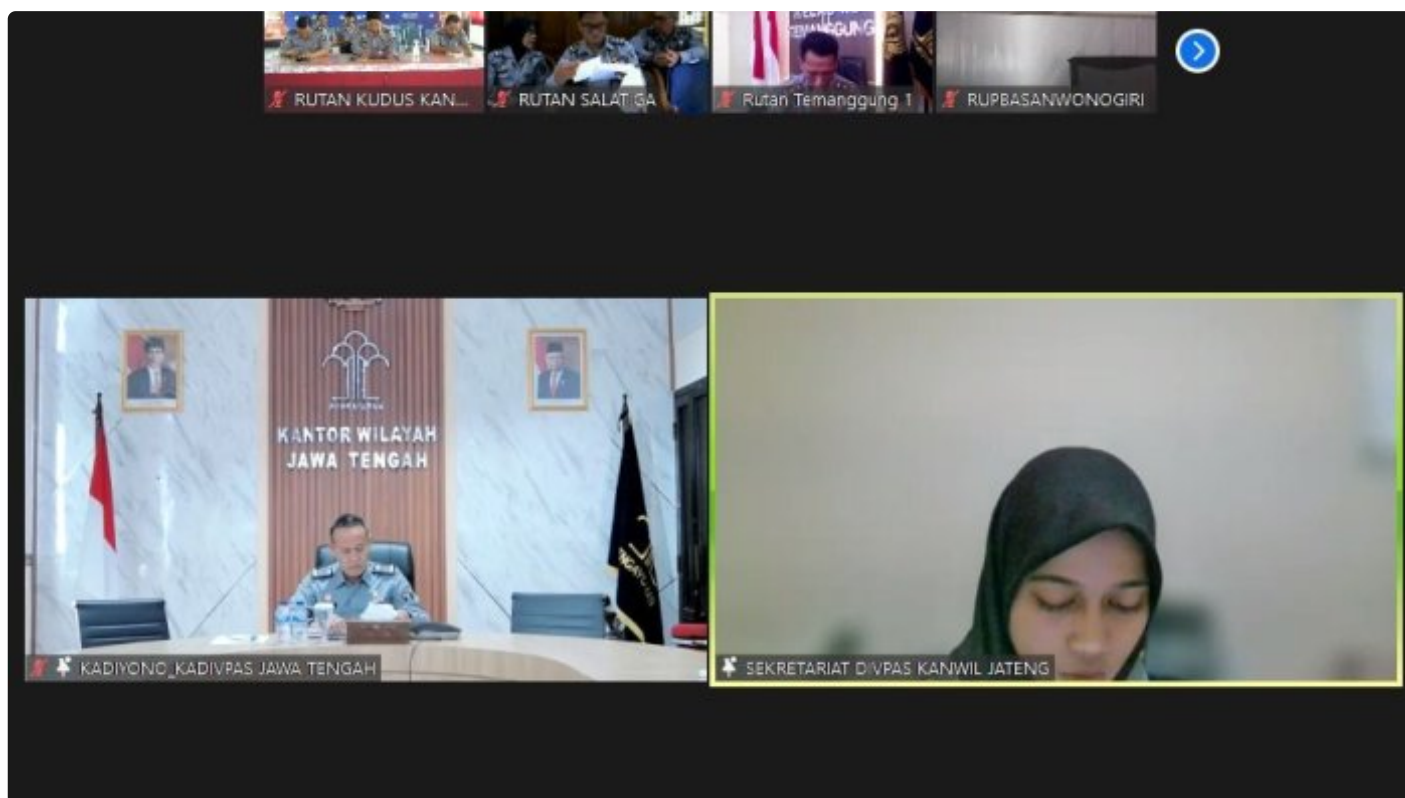 TEMANGGUNG
RUTAN KUDUS KAN...
RUTAN SALATIGA
Rutan Temanggung 1
RUPBASANWONOGIRI
KANTOR WILAYAH
JAWA TENGAH
KADIYONO_KADIVPAS JAWA TENGAH
SEKRETARIAT DIVPAS KANWIL JATENG